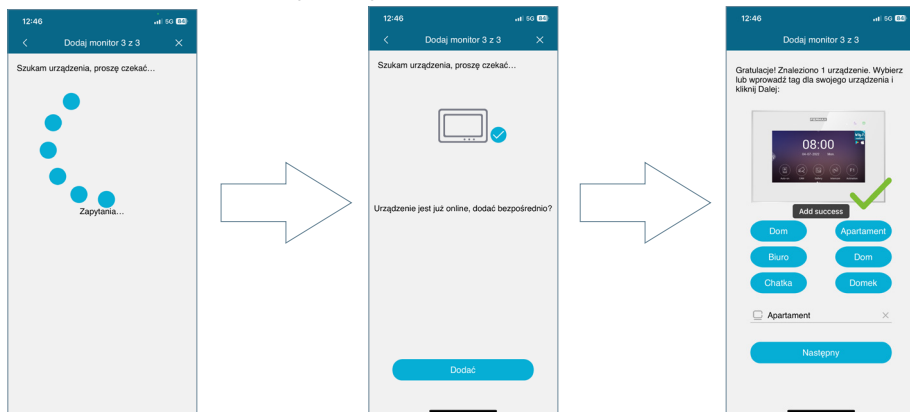 12:46
5G 84
Dodaj monitor 3 z 3
Szukam urządzenia, proszę czekać...
Zapytania...
12:46
5G 84
Dodaj monitor 3 z 3
Szukam urządzenia, proszę czekać...
Urządzenie jest już online, dodać bezpośrednio?
Dodać
12:46
5G 84
Dodaj monitor 3 z 3
Gratulacje! Znaleziono 1 urządzenie. Wybierz
lub wprowadź tag dla swojego urządzenia i
kliknij Dalej:
08:00
Add success
Dom
Apartament
Biuro
Dom
Chatka
Domek
Apartament
Następny